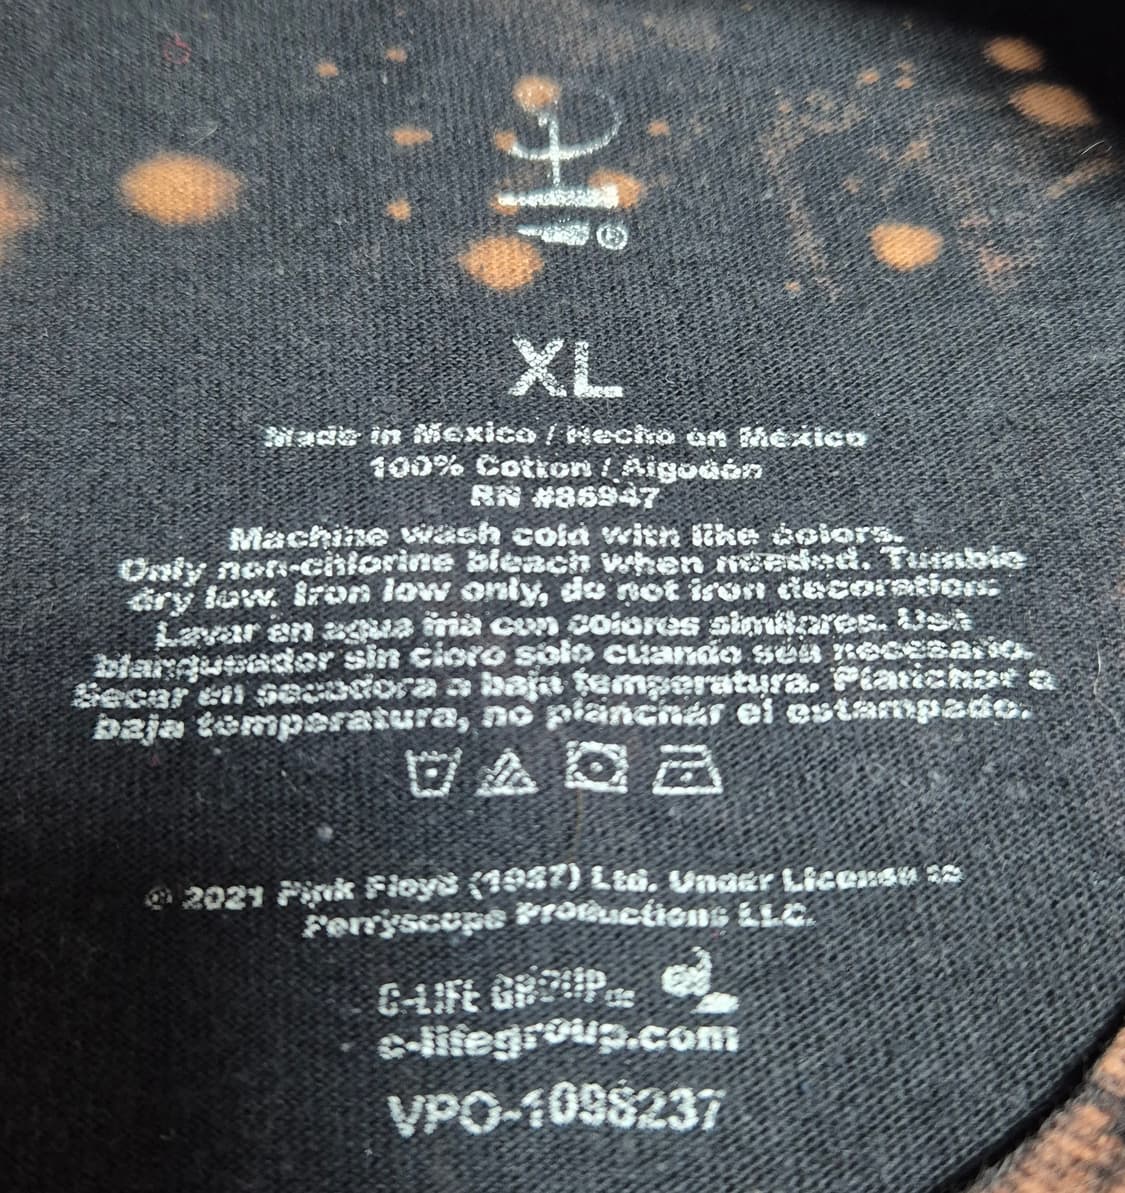 ®
XL
Made in Mexico / Hecho en México
100% Cotton / Algodón
RN #86947
Machine wash cold with like colors.
Only non-chlorine bleach when needed. Tumble
dry low. Iron low only, do not iron decoration.
Lavar en agua fria con colores similares. Use
blanqueador sin cloro solo cuando sea necesario.
Secar en secadora a baja temperatura. Planchar a
baja temperatura, no planchar el estampado.
© 2021 Pink Floyd (1987) Ltd. Under License to
Perryscope Productions LLC.
C-LIFE GROUP
c-lifegroup.com
VPO-1098237